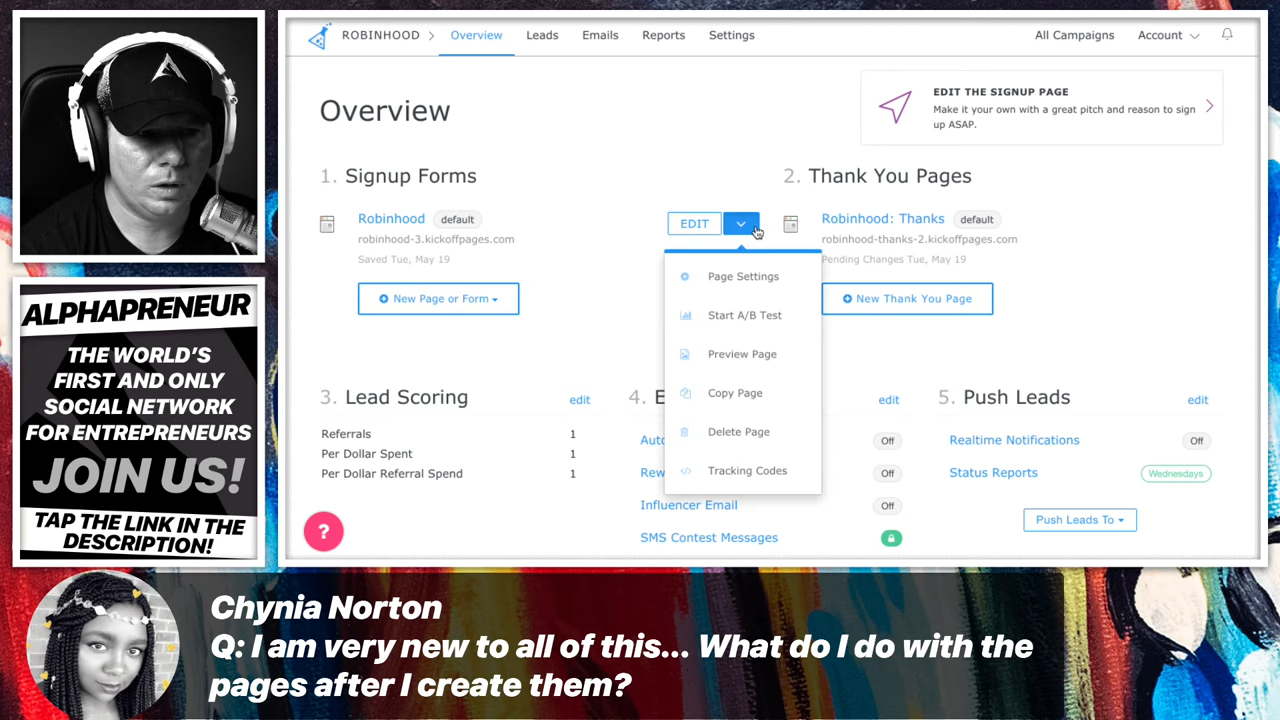 ROBINHOOD
Overview
Leads
Emails
Reports
Settings
All Campaigns
Account
Overview
EDIT THE SIGNUP PAGE
Make it your own with a great pitch and reason to sign
up ASAP.
1. Signup Forms
Robinhood default
robinhood-3.kickoffpages.com
Saved Tue, May 19
New Page or Form
EDIT
Page Settings
Start A/B Test
Preview Page
Copy Page
Delete Page
Tracking Codes
2. Thank You Pages
Robinhood: Thanks default
robinhood-thanks-2.kickoffpages.com
Pending Changes Tue, May 19
New Thank You Page
3. Lead Scoring edit
Referrals 1
Per Dollar Spent 1
Per Dollar Referral Spend 1
4. E edit
Auto Off
Rew Off
Influencer Email Off
SMS Contest Messages
5. Push Leads edit
Realtime Notifications Off
Status Reports Wednesdays
Push Leads To
?
ALPHAPRENEUR
THE WORLD'S
FIRST AND ONLY
SOCIAL NETWORK
FOR ENTREPRENEURS
JOIN US!
TAP THE LINK IN THE
DESCRIPTION!
Chynia Norton
Q: I am very new to all of this... What do I do with the
pages after I create them?